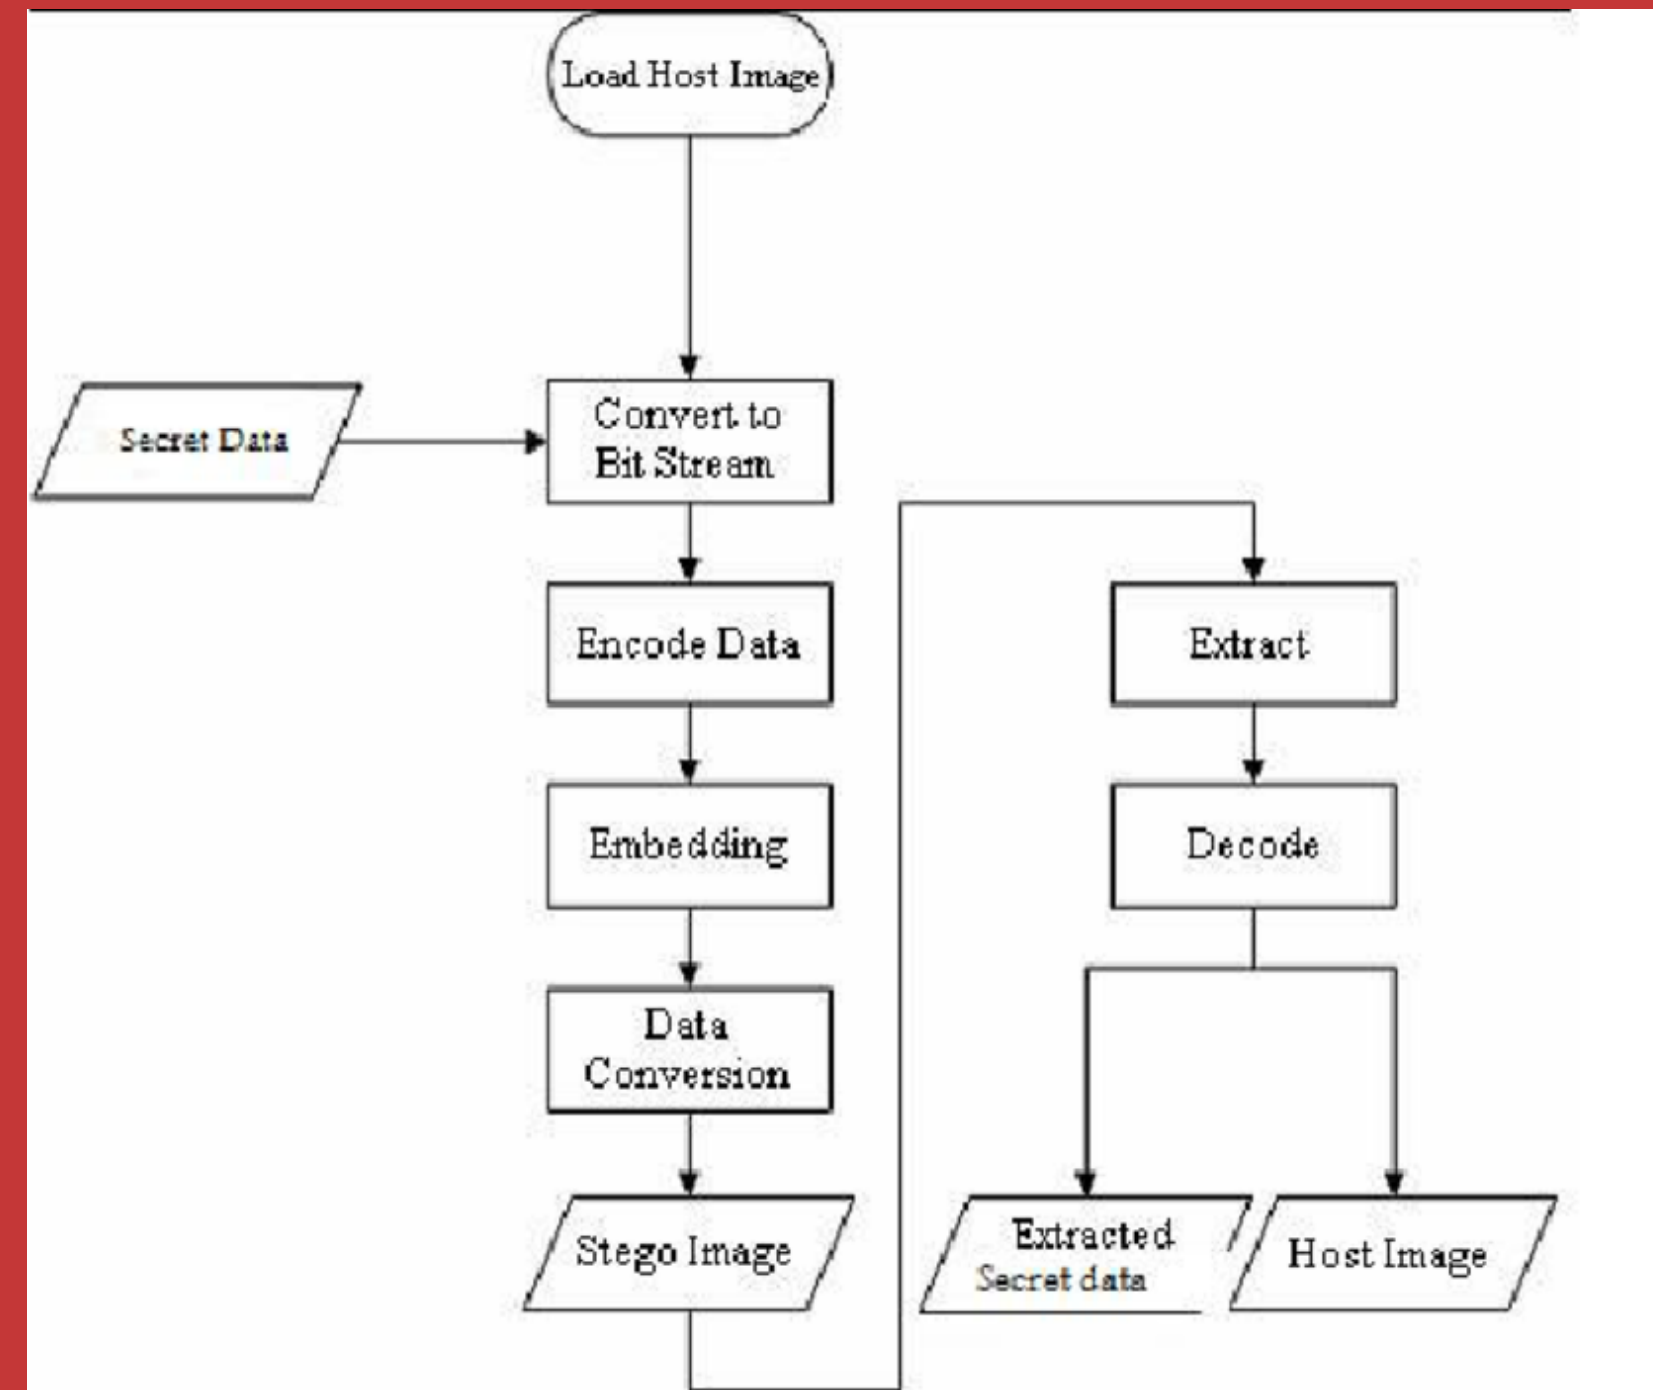 Load Host Image
Secret Data
Convert to
Bit Stream
Encode Data
Embedding
Data
Conversion
Stego Image
Extract
Decode
Extracted
Secret data
Host Image